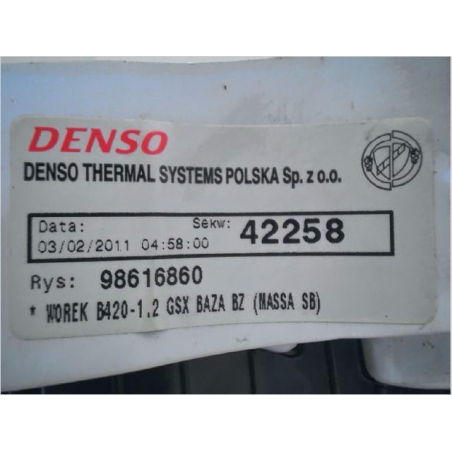 DENSO
DENSO THERMAL SYSTEMS POLSKA Sp. z o.o.
Data: Sekw: 42258
03/02/2011 04:58:00
Rys: 98616860
* WOREK B420-1.2 GSX BAZA BZ (MASSA SB)